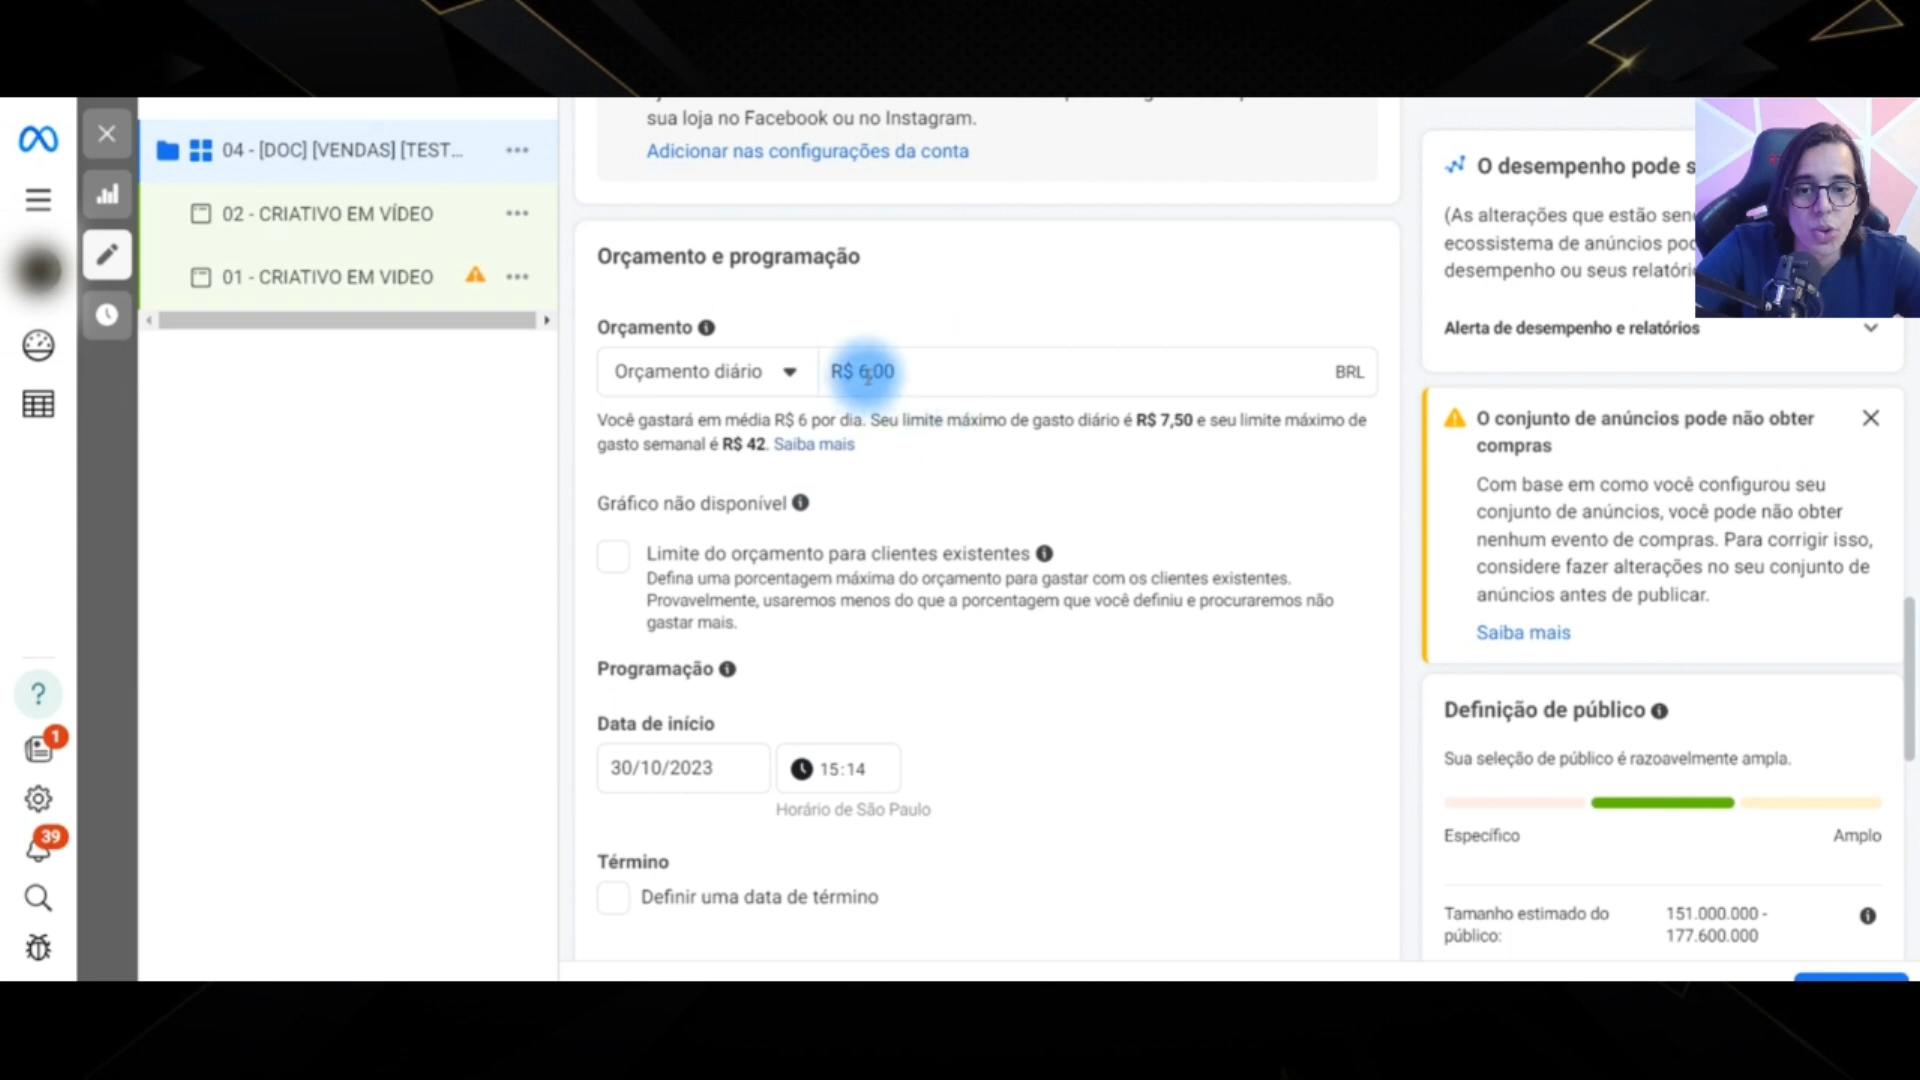 04 - [DOC] [VENDAS] [TEST...
02 - CRIATIVO EM VÍDEO
01 - CRIATIVO EM VIDEO
?
1
39
sua loja no Facebook ou no Instagram.
Adicionar nas configurações da conta
Orçamento e programação
Orçamento
Orçamento diário
R$ 6,00
BRL
Você gastará em média R$ 6 por dia. Seu limite máximo de gasto diário é R$ 7,50 e seu limite máximo de
gasto semanal é R$ 42. Saiba mais
Gráfico não disponível
Limite do orçamento para clientes existentes
Defina uma porcentagem máxima do orçamento para gastar com os clientes existentes.
Provavelmente, usaremos menos do que a porcentagem que você definiu e procuraremos não
gastar mais.
Programação
Data de início
30/10/2023
15:14
Horário de São Paulo
Término
Definir uma data de término
O desempenho pode s
(As alterações que estão sen
ecossistema de anúncios pod
desempenho ou seus relatóri
Alerta de desempenho e relatórios
O conjunto de anúncios pode não obter
compras
Com base em como você configurou seu
conjunto de anúncios, você pode não obter
nenhum evento de compras. Para corrigir isso,
considere fazer alterações no seu conjunto de
anúncios antes de publicar.
Saiba mais
Definição de público
Sua seleção de público é razoavelmente ampla.
Específico
Amplo
Tamanho estimado do
público:
151.000.000 -
177.600.000